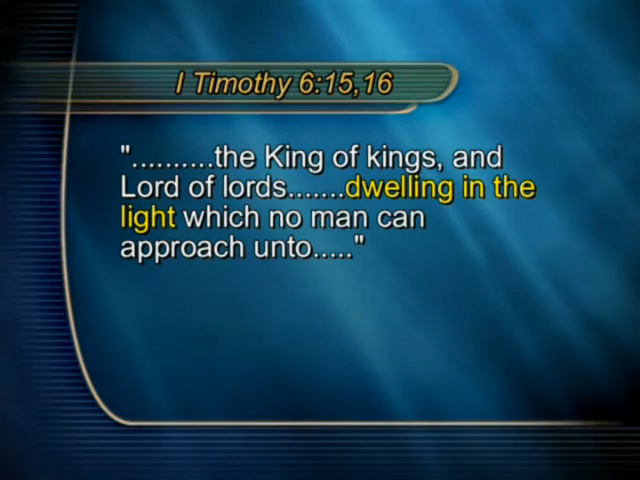 I Timothy 6:15,16
"..........the King of kings, and
Lord of lords.......dwelling in the
light which no man can
approach unto....."